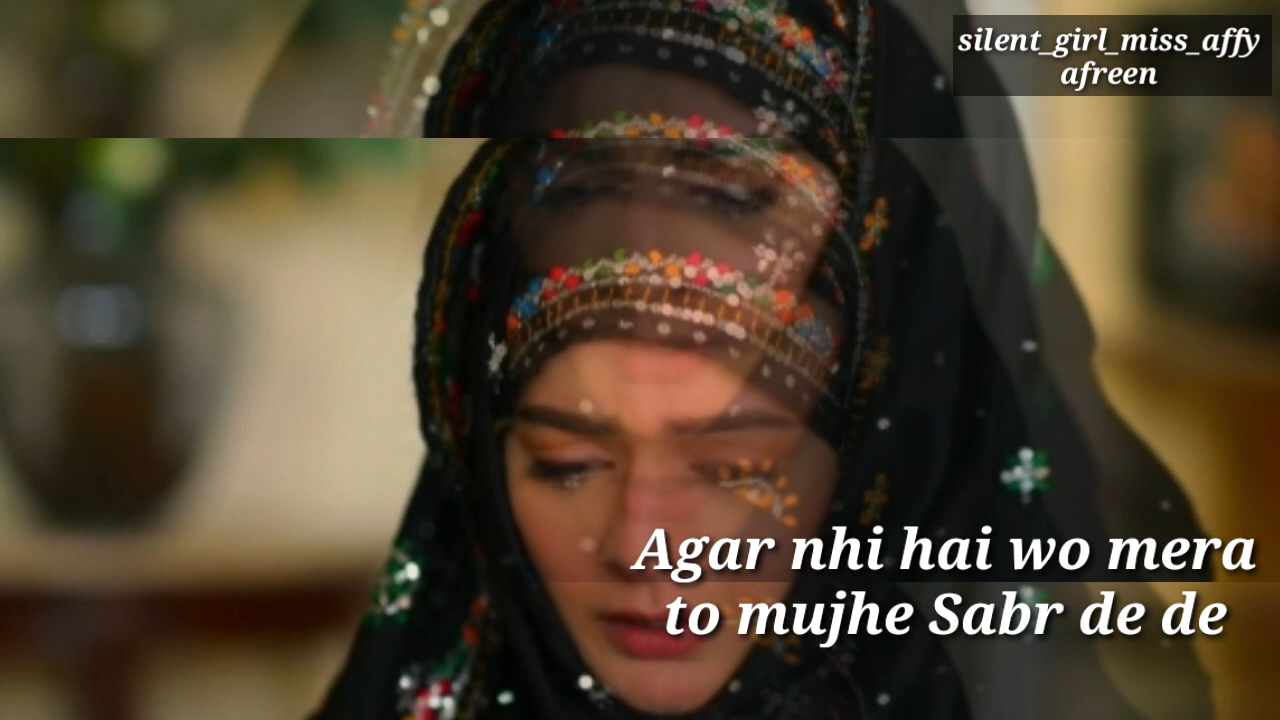 silent_girl_miss_affy
afreen
Agar nhi hai wo mera
to mujhe Sabr de de